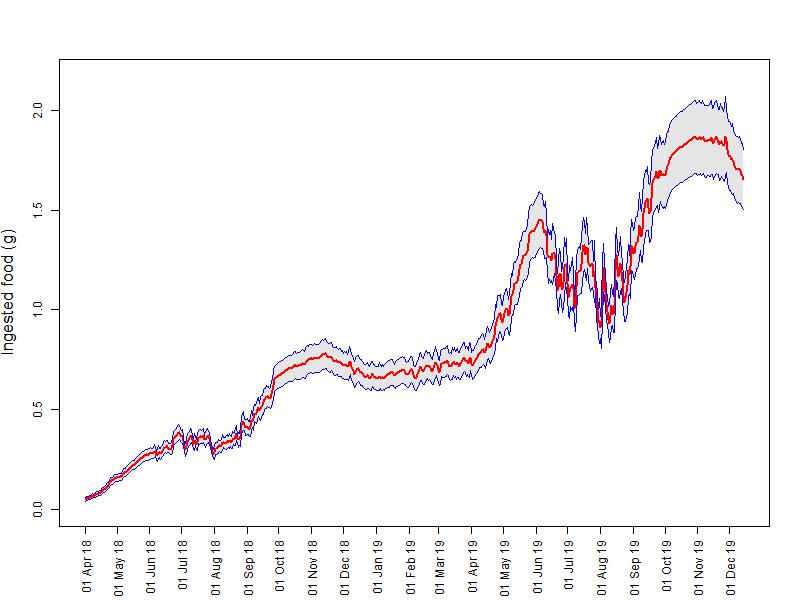 Ingested food (g)
2.0
1.5
1.0
0.5
0.0
01 Apr 18
01 May 18
01 Jun 18
01 Jul 18
01 Aug 18
01 Sep 18
01 Oct 18
01 Nov 18
01 Dec 18
01 Jan 19
01 Feb 19
01 Mar 19
01 Apr 19
01 May 19
01 Jun 19
01 Jul 19
01 Aug 19
01 Sep 19
01 Oct 19
01 Nov 19
01 Dec 19